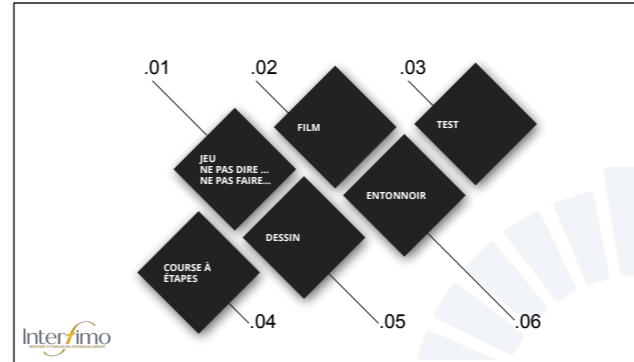 .01
.02
.03
JEU
NE PAS DIRE ...
NE PAS FAIRE...
FILM
TEST
COURSE À
ÉTAPES
DESSIN
ENTONNOIR
.04
.05
.06
Interfimo